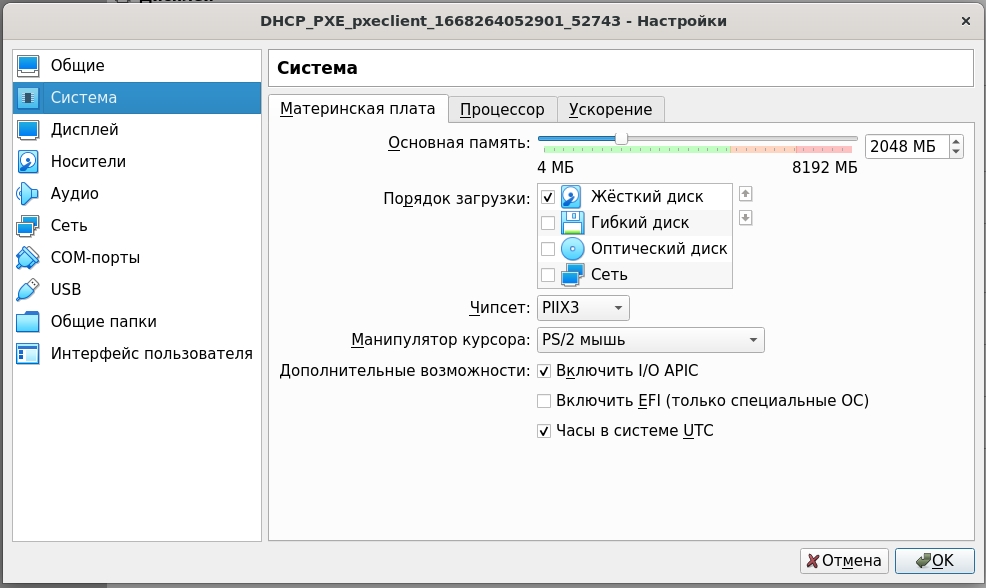 DHCP_PXE_pxeclient_1668264052901_52743 - Настройки
Общие
Система
Дисплей
Носители
Аудио
Сеть
COM-порты
USB
Общие папки
Интерфейс пользователя
Система
Материнская плата
Процессор
Ускорение
Основная память:
2048 МБ
4 МБ
8192 МБ
Порядок загрузки:
Жёсткий диск
Гибкий диск
Оптический диск
Сеть
Чипсет:
PIIX3
Манипулятор курсора:
PS/2 мышь
Дополнительные возможности:
Включить I/O APIC
Включить EFI (только специальные ОС)
Часы в системе UTC
Отмена
OK